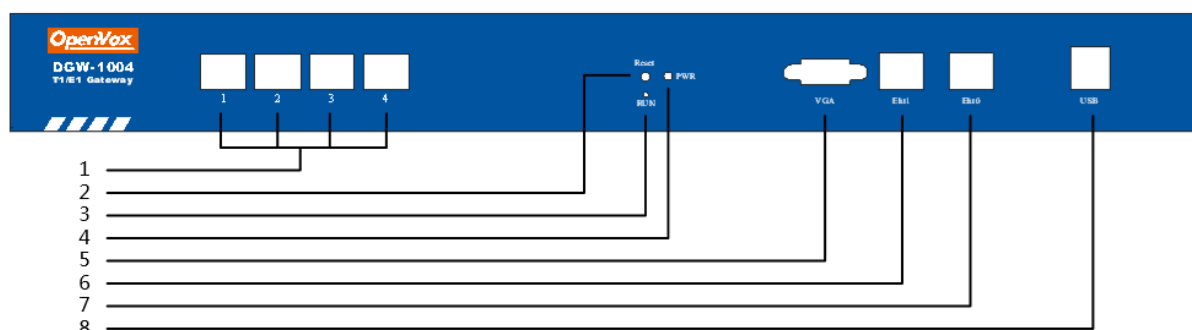 OpenVox
DGW-1004
T1/E1 Gateway
1 2 3 4
Reset
PWR
RUN
VGA
Eht1
Eht0
USB
1
2
3
4
5
6
7
8